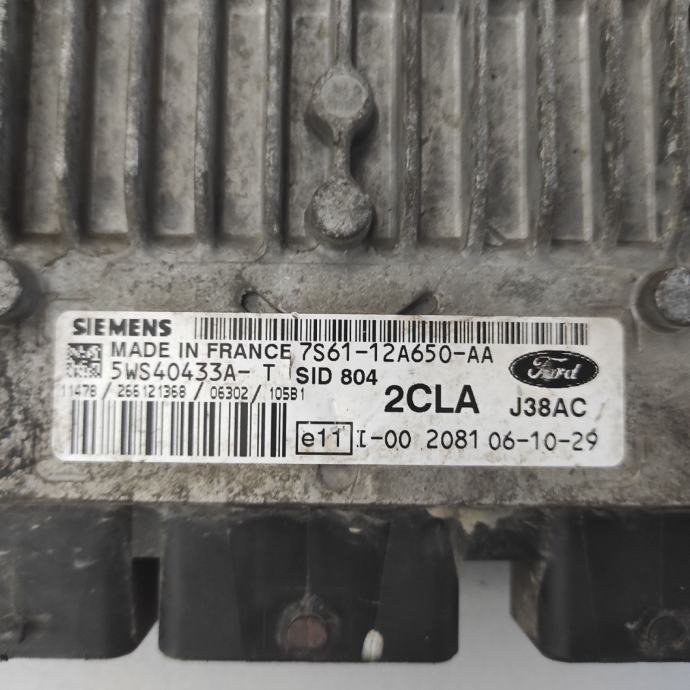 SIEMENS
MADE IN FRANCE 7S61-12A650-AA
5WS40433A- T SID 804
Ford
11478 / 266121368 / 06302 / 105B1
2CLA J38AC
e11 I-00 2081 06-10-29